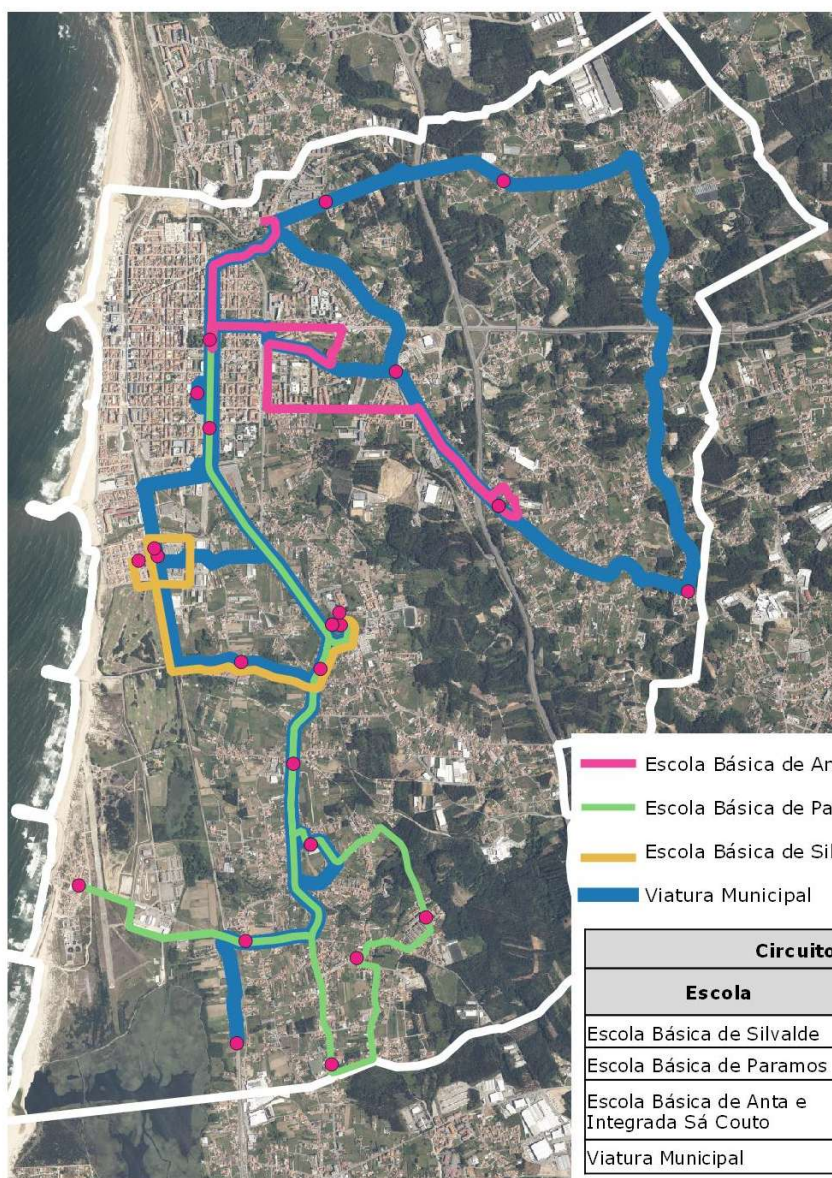 Escola Básica de An
Escola Básica de Pa
Escola Básica de Sil
Viatura Municipal
Circuito
Escola
Escola Básica de Silvalde
Escola Básica de Paramos
Escola Básica de Anta e
Integrada Sá Couto
Viatura Municipal